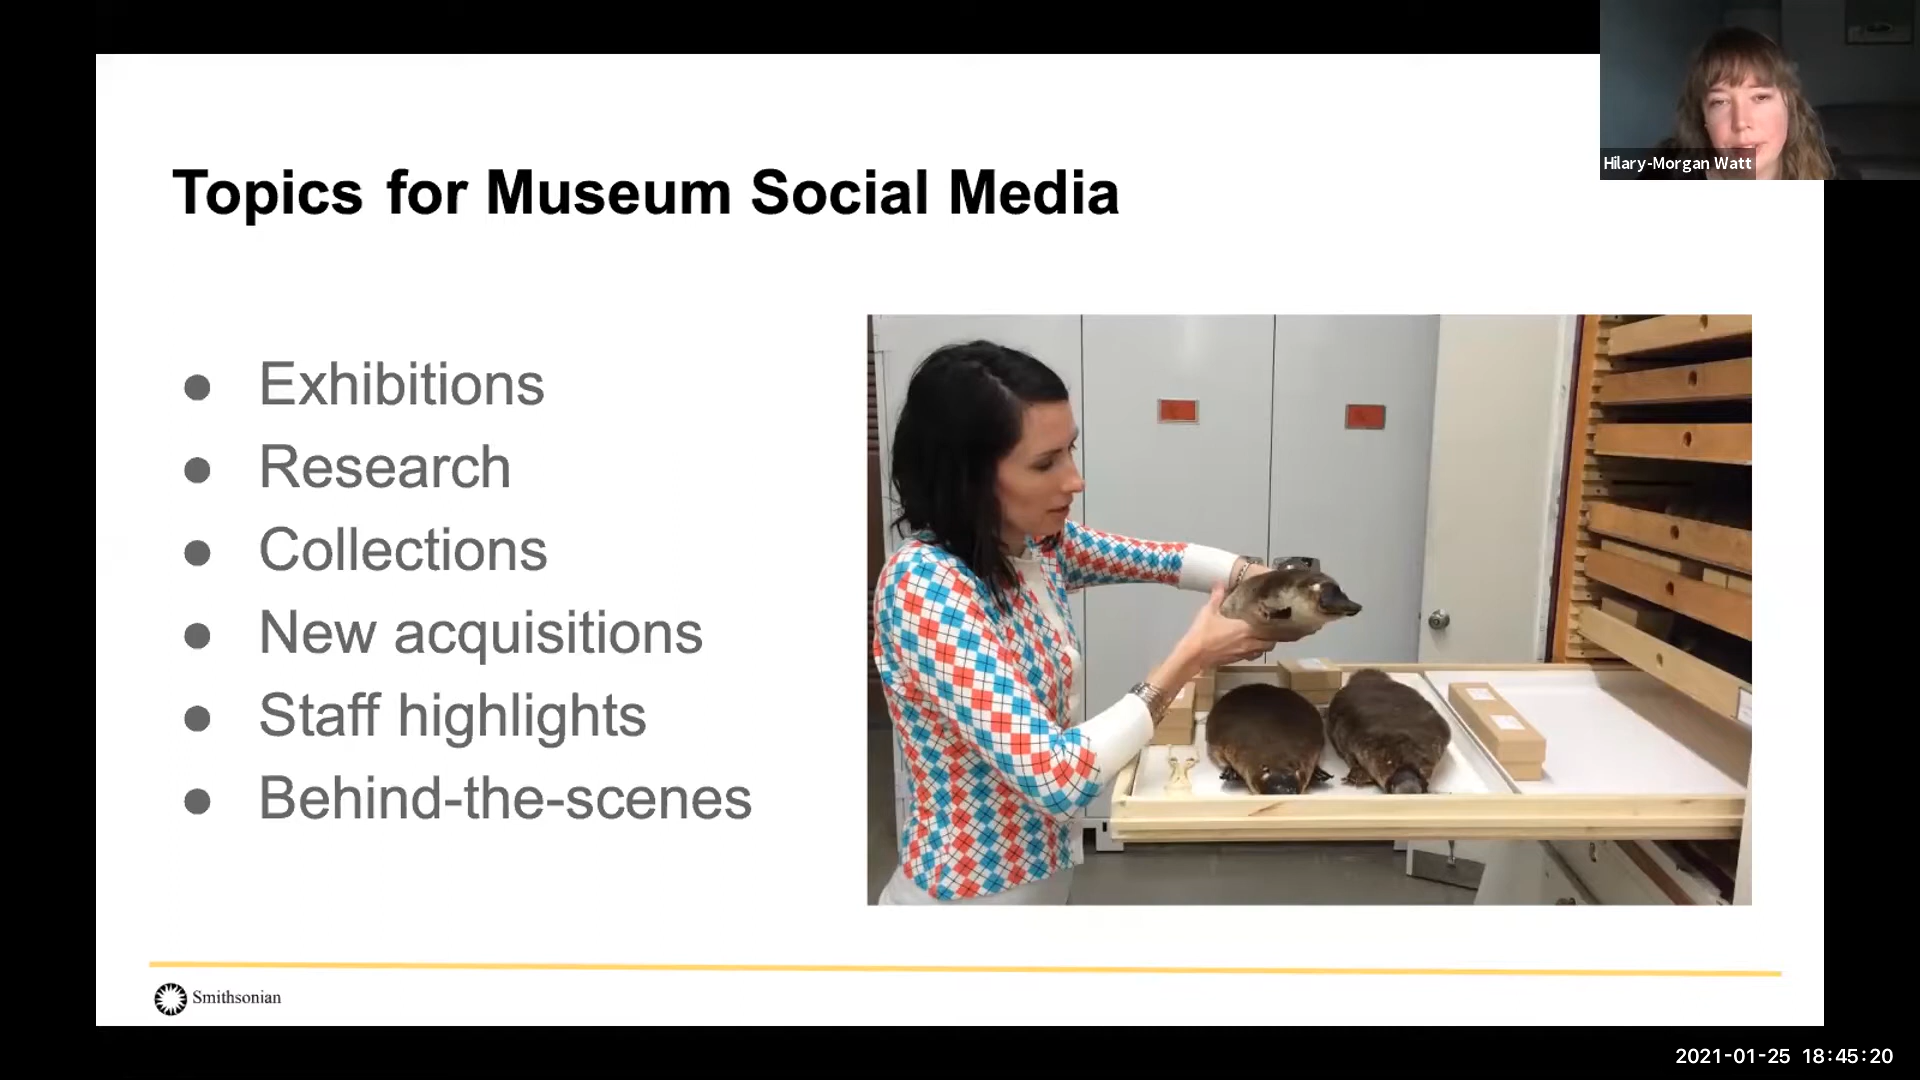 Topics for Museum Social Media
Hilary-Morgan Watt
● Exhibitions
● Research
● Collections
● New acquisitions
● Staff highlights
● Behind-the-scenes
Smithsonian
2021-01-25 18:45:20